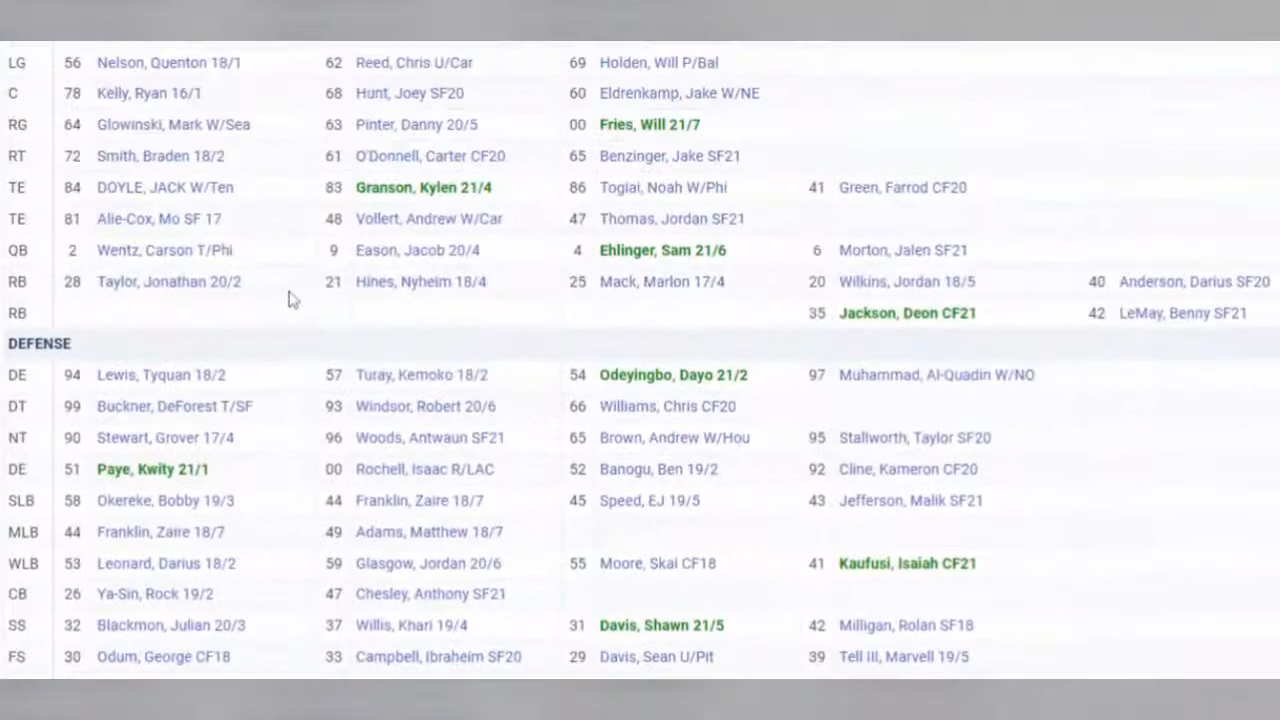 LG 56 Nelson, Quenton 18/1 62 Reed, Chris U/Car 69 Holden, Will P/Bal
C 78 Kelly, Ryan 16/1 68 Hunt, Joey SF20 60 Eldrenkamp, Jake W/NE
RG 64 Glowinski, Mark W/Sea 63 Pinter, Danny 20/5 00 Fries, Will 21/7
RT 72 Smith, Braden 18/2 61 O'Donnell, Carter CF20 65 Benzinger, Jake SF21
TE 84 DOYLE, JACK W/Ten 83 Granson, Kylen 21/4 86 Togiai, Noah W/Phi 41 Green, Farrod CF20
TE 81 Alie-Cox, Mo SF 17 48 Vollert, Andrew W/Car 47 Thomas, Jordan SF21
QB 2 Wentz, Carson T/Phi 9 Eason, Jacob 20/4 4 Ehlinger, Sam 21/6 6 Morton, Jalen SF21
RB 28 Taylor, Jonathan 20/2 21 Hines, Nyheim 18/4 25 Mack, Marlon 17/4 20 Wilkins, Jordan 18/5 40 Anderson, Darius SF20
RB 35 Jackson, Deon CF21 42 LeMay, Benny SF21
DEFENSE
DE 94 Lewis, Tyquan 18/2 57 Turay, Kemoko 18/2 54 Odeyingbo, Dayo 21/2 97 Muhammad, Al-Quadin W/NO
DT 99 Buckner, DeForest T/SF 93 Windsor, Robert 20/6 66 Williams, Chris CF20
NT 90 Stewart, Grover 17/4 96 Woods, Antwaun SF21 65 Brown, Andrew W/Hou 95 Stallworth, Taylor SF20
DE 51 Paye, Kwity 21/1 00 Rochell, Isaac R/LAC 52 Banogu, Ben 19/2 92 Cline, Kameron CF20
SLB 58 Okereke, Bobby 19/3 44 Franklin, Zaire 18/7 45 Speed, EJ 19/5 43 Jefferson, Malik SF21
MLB 44 Franklin, Zaire 18/7 49 Adams, Matthew 18/7
WLB 53 Leonard, Darius 18/2 59 Glasgow, Jordan 20/6 55 Moore, Skai CF18 41 Kaufusi, Isaiah CF21
CB 26 Ya-Sin, Rock 19/2 47 Chesley, Anthony SF21
SS 32 Blackmon, Julian 20/3 37 Willis, Khari 19/4 31 Davis, Shawn 21/5 42 Milligan, Rolan SF18
FS 30 Odum, George CF18 33 Campbell, Ibraheim SF20 29 Davis, Sean U/Pit 39 Tell III, Marvell 19/5